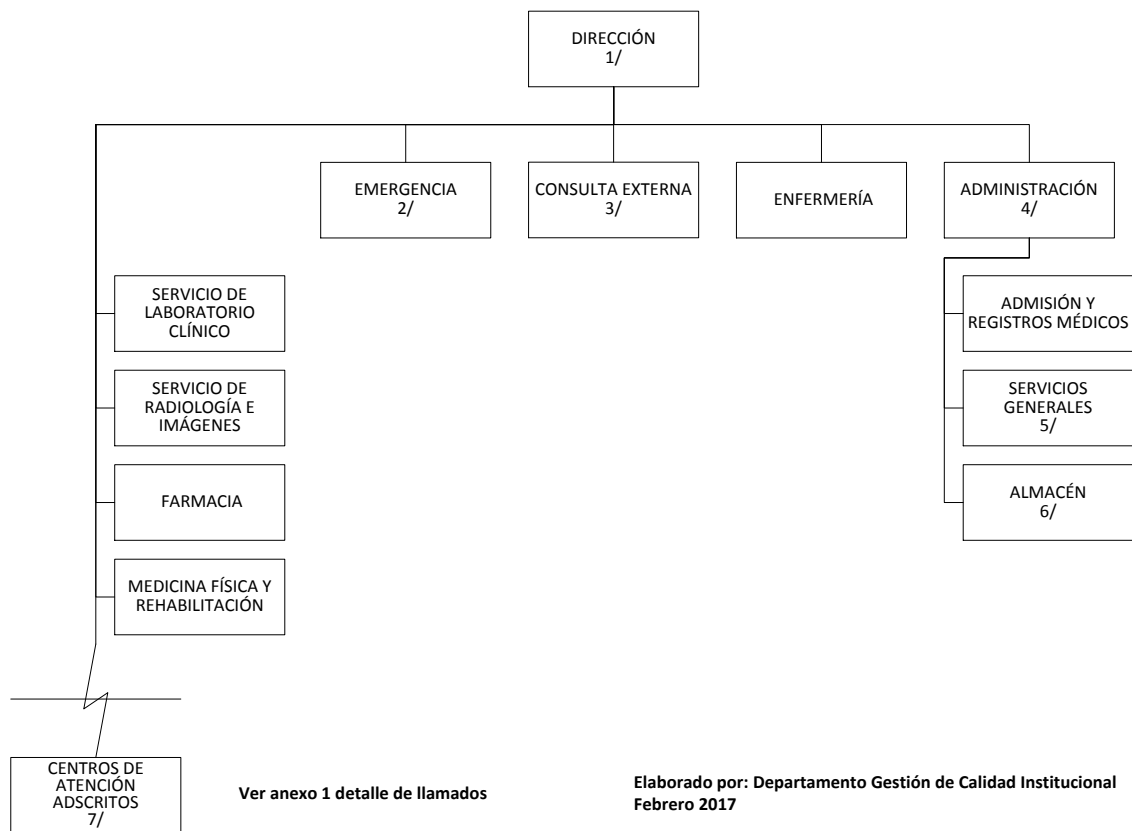 DIRECCIÓN
1/
EMERGENCIA
2/
CONSULTA EXTERNA
3/
ENFERMERÍA
ADMINISTRACIÓN
4/
SERVICIO DE
LABORATORIO
CLÍNICO
ADMISIÓN Y
REGISTROS MÉDICOS
SERVICIO DE
RADIOLOGÍA E
IMÁGENES
SERVICIOS
GENERALES
5/
FARMACIA
ALMACÉN
6/
MEDICINA FÍSICA Y
REHABILITACIÓN
CENTROS DE
ATENCIÓN
ADSCRITOS
7/
Ver anexo 1 detalle de llamados
Elaborado por: Departamento Gestión de Calidad Institucional
Febrero 2017